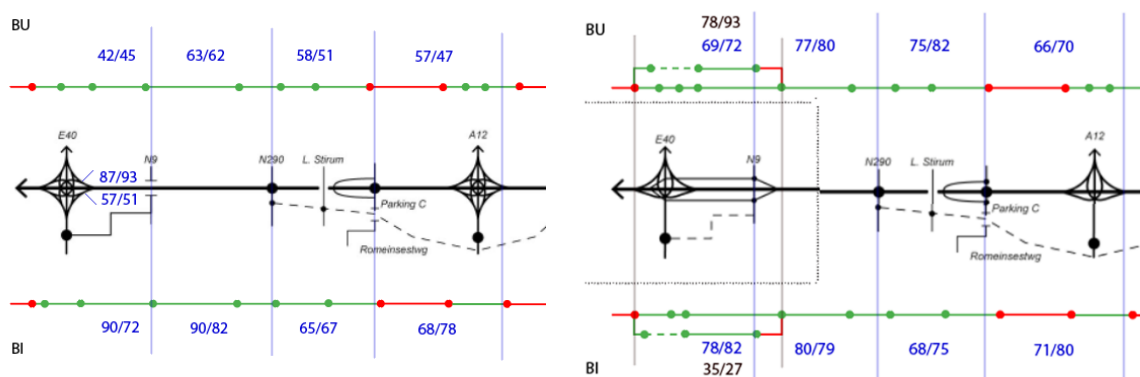 BU
42/45 63/62 58/51 57/47
E40 N9 N290 L. Stirum A12
87/93
57/51
Parking C
Romeinsestwg
90/72 90/82 65/67 68/78
BI
78/93
BU
69/72 77/80 75/82 66/70
E40 N9 N290 L. Stirum A12
Parking C
Romeinsestwg
78/82 80/79 68/75 71/80
BI
35/27